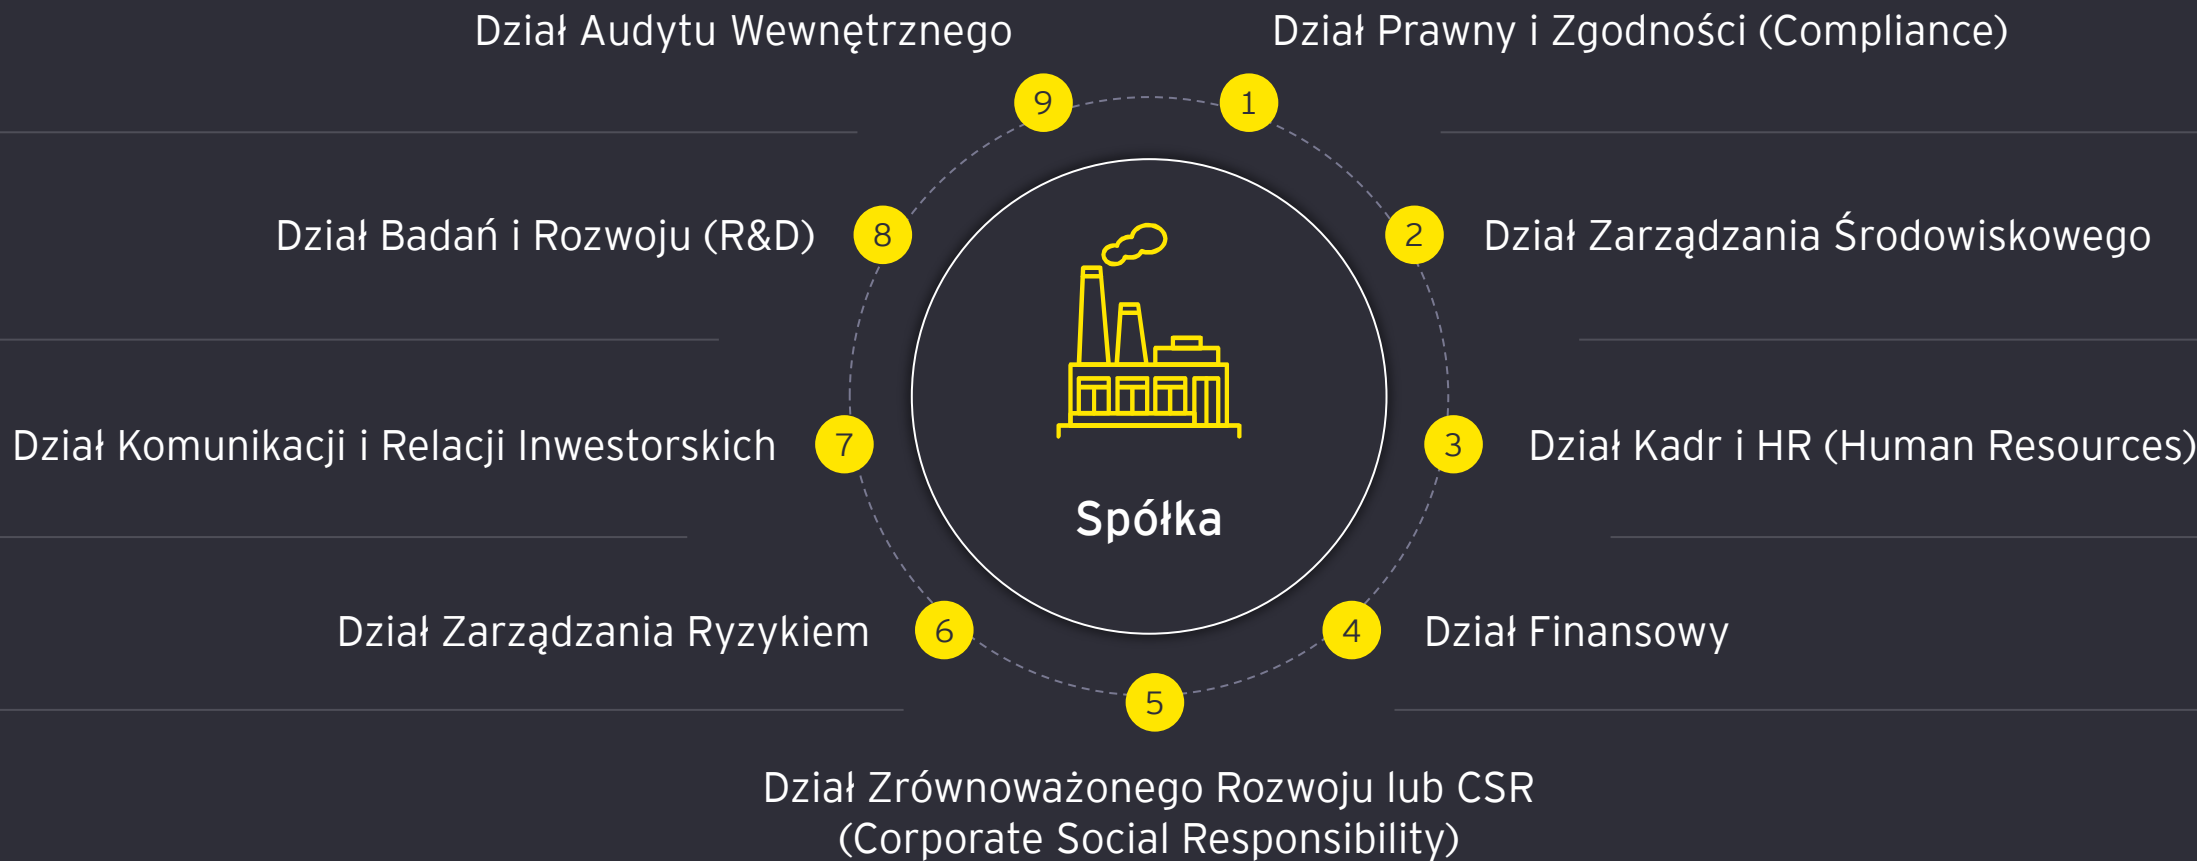 Dział Audytu Wewnętrznego
Dział Prawny i Zgodności (Compliance)
9
1
Dział Badań i Rozwoju (R&D)
8
2
Dział Zarządzania Środowiskowego
Dział Komunikacji i Relacji Inwestorskich
7
3
Dział Kadr i HR (Human Resources)
Spółka
Dział Zarządzania Ryzykiem
6
4
Dział Finansowy
5
Dział Zrównoważonego Rozwoju lub CSR
(Corporate Social Responsibility)